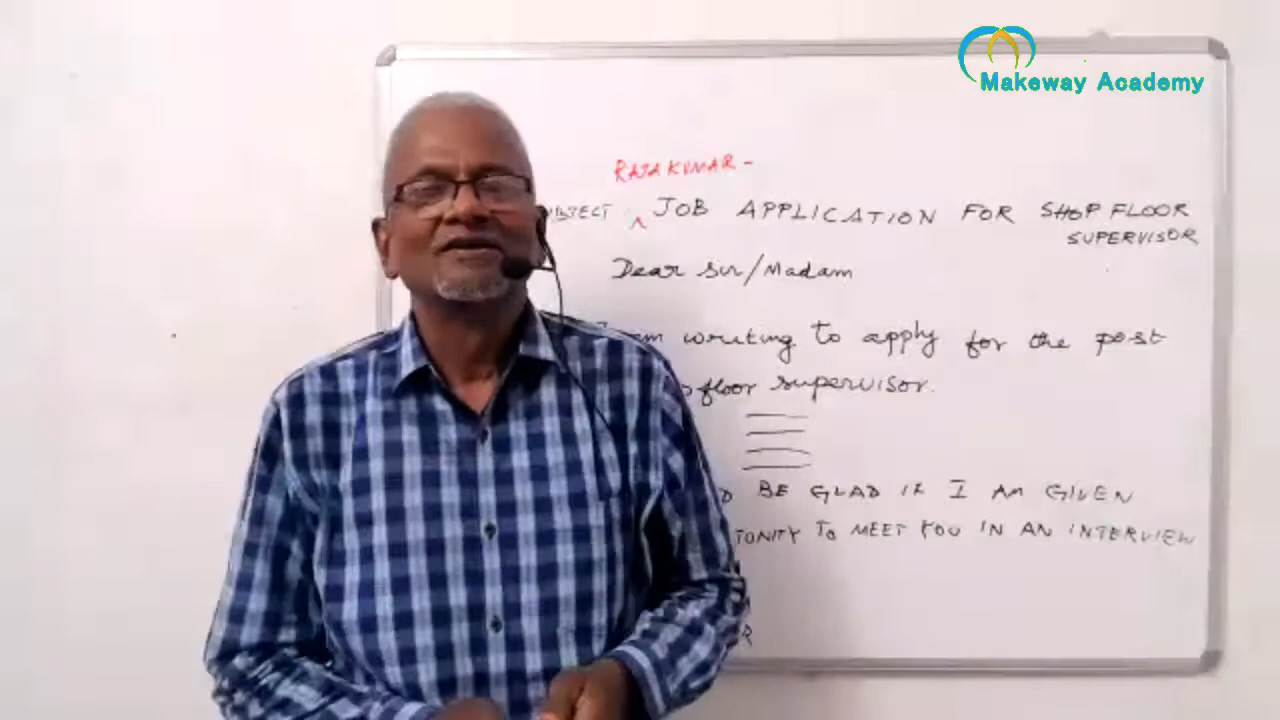 Makeway Academy
RAJA KUMAR -
JOB APPLICATION FOR SHOP FLOOR
SUPERVISOR
Dear Sir/Madam
writing to apply for the post
floor supervisor.
BE GLAD IF I AM GIVEN
TO MEET YOU IN AN INTERVIEW